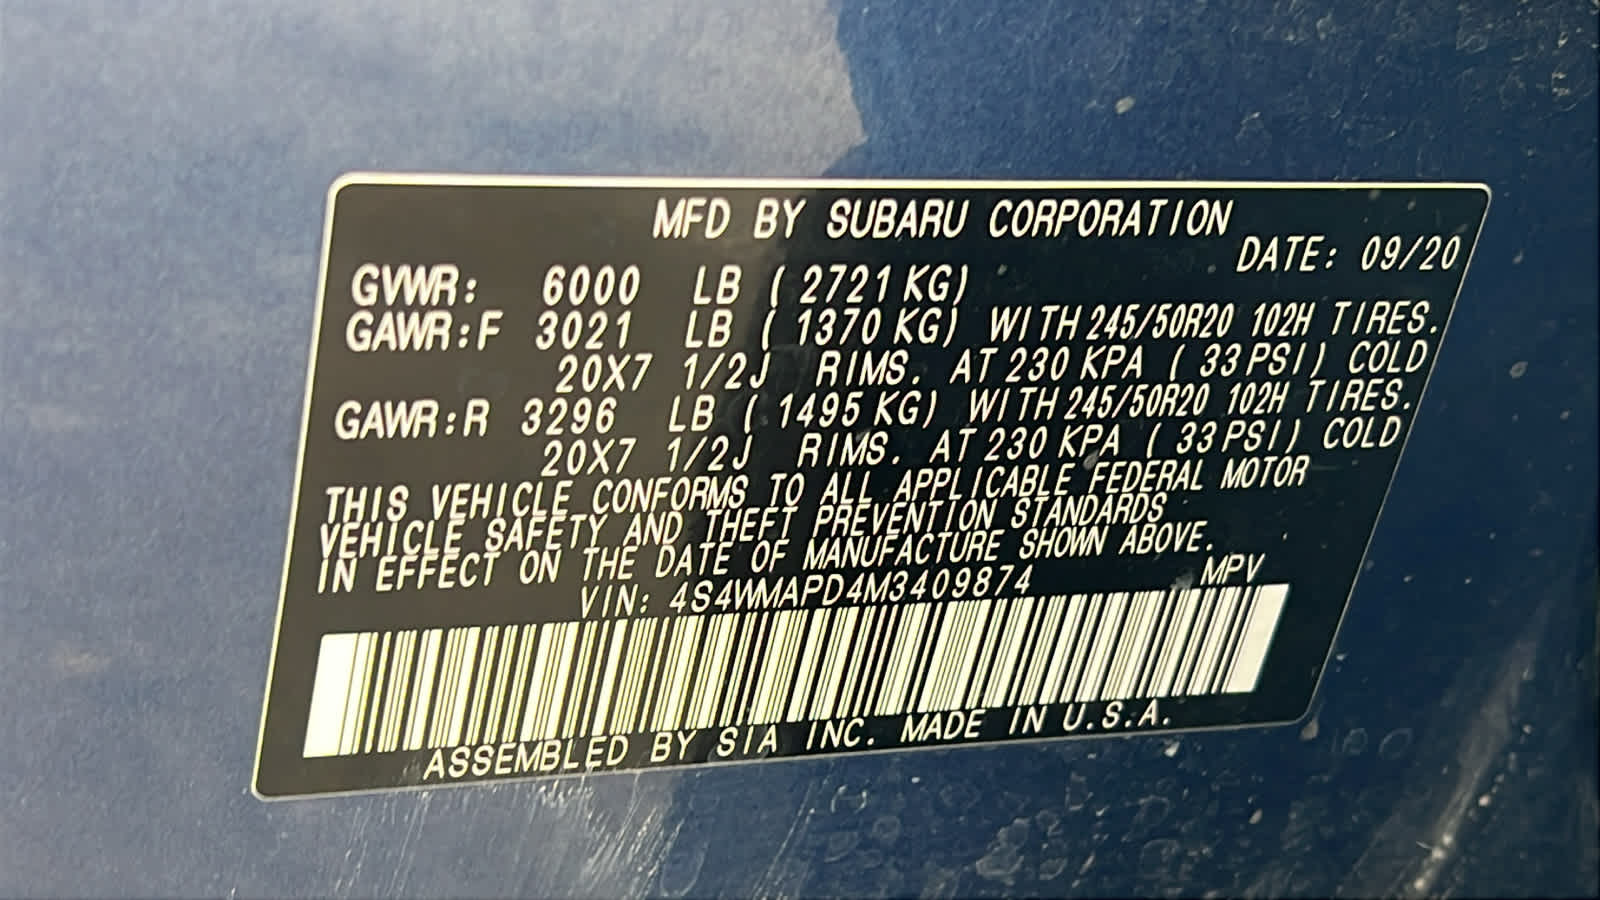 MFD BY SUBARU CORPORATION
DATE: 09/20
GVWR: 6000 LB (2721 KG)
GAWR:F 3021 LB (1370 KG) WITH 245/50R20 102H TIRES.
20X7 1/2J RIMS. AT 230 KPA (33 PSI) COLD
GAWR:R 3296 LB (1495 KG) WITH 245/50R20 102H TIRES.
20X7 1/2J RIMS. AT 230 KPA (33 PSI) COLD
THIS VEHICLE CONFORMS TO ALL APPLICABLE FEDERAL MOTOR
VEHICLE SAFETY AND THEFT PREVENTION STANDARDS
IN EFFECT ON THE DATE OF MANUFACTURE SHOWN ABOVE.
VIN: 4S4WMAPD4M3409874 MPV
ASSEMBLED BY SIA INC. MADE IN U.S.A.